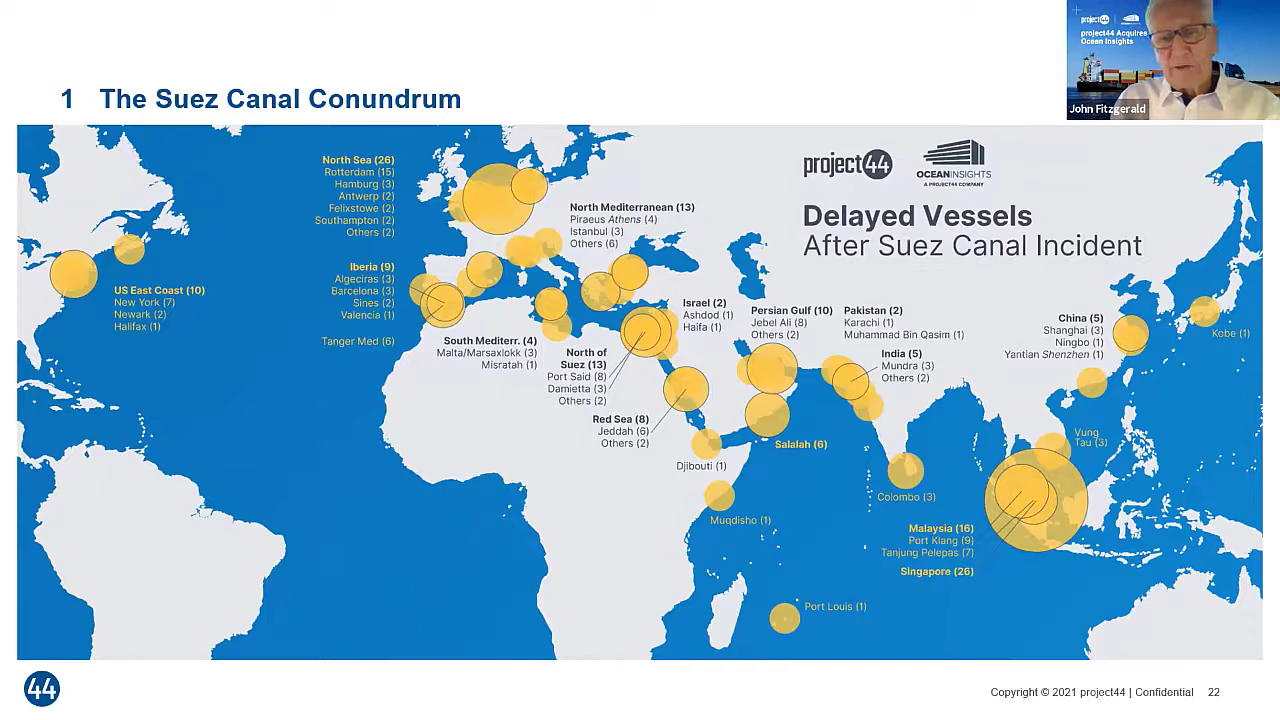 1 The Suez Canal Conundrum
project44
project44 Acquires
Ocean Insights
John Fitzgerald
project44
OCEANINSIGHTS
A PROJECT44 COMPANY
Delayed Vessels
After Suez Canal Incident
North Sea (26)
Rotterdam (15)
Hamburg (3)
Antwerp (2)
Felixstowe (2)
Southampton (2)
Others (2)
North Mediterranean (13)
Piraeus Athens (4)
Istanbul (3)
Others (6)
US East Coast (10)
New York (7)
Newark (2)
Halifax (1)
Iberia (9)
Algeciras (3)
Barcelona (3)
Sines (2)
Valencia (1)
Tanger Med (6)
South Mediterr. (4)
Malta/Marsaxlokk (3)
Misratah (1)
North of
Suez (13)
Port Said (8)
Damietta (3)
Others (2)
Israel (2)
Ashdod (1)
Haifa (1)
Red Sea (8)
Jeddah (6)
Others (2)
Persian Gulf (10)
Jebel Ali (8)
Others (2)
Pakistan (2)
Karachi (1)
Muhammad Bin Qasim (1)
India (5)
Mundra (3)
Others (2)
China (5)
Shanghai (3)
Ningbo (1)
Yantian Shenzhen (1)
Kobe (1)
Salalah (6)
Djibouti (1)
Muqdisho (1)
Colombo (3)
Vung
Tau (3)
Malaysia (16)
Port Klang (9)
Tanjung Pelepas (7)
Singapore (26)
Port Louis (1)
44
Copyright © 2021 project44 | Confidential 22